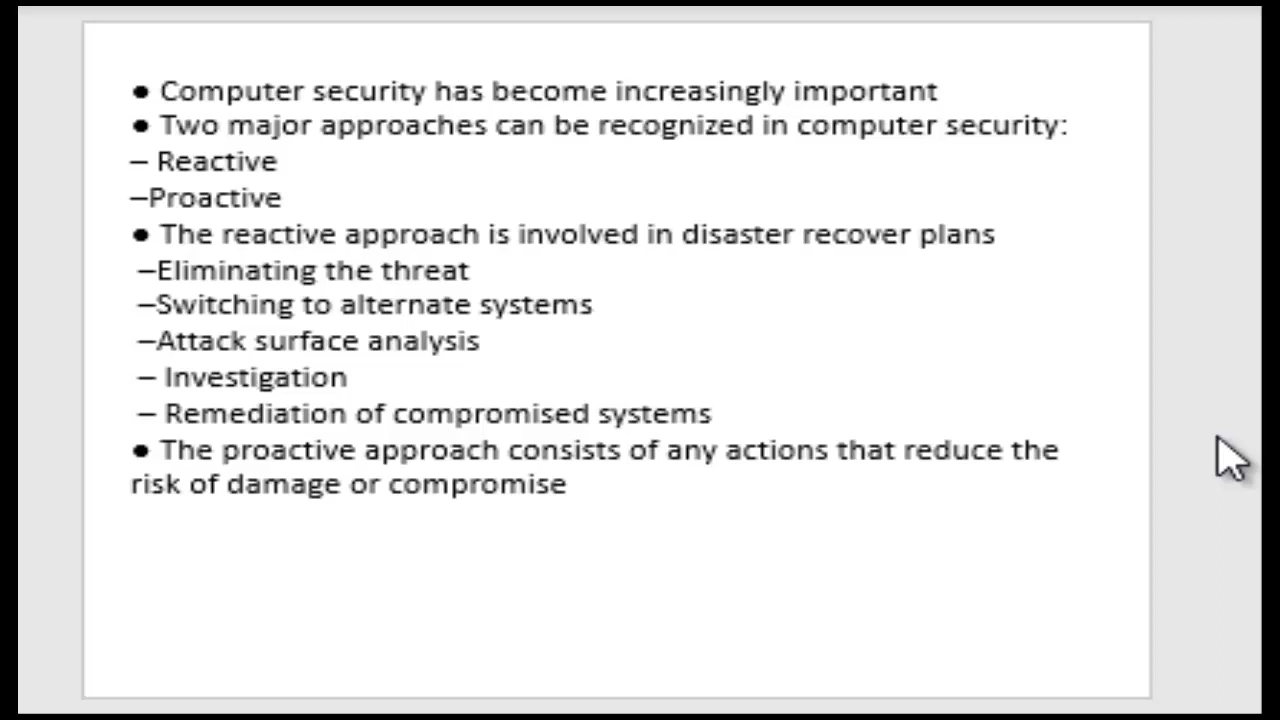 ● Computer security has become increasingly important
● Two major approaches can be recognized in computer security:
– Reactive
–Proactive
● The reactive approach is involved in disaster recover plans
–Eliminating the threat
–Switching to alternate systems
–Attack surface analysis
– Investigation
– Remediation of compromised systems
● The proactive approach consists of any actions that reduce the
risk of damage or compromise